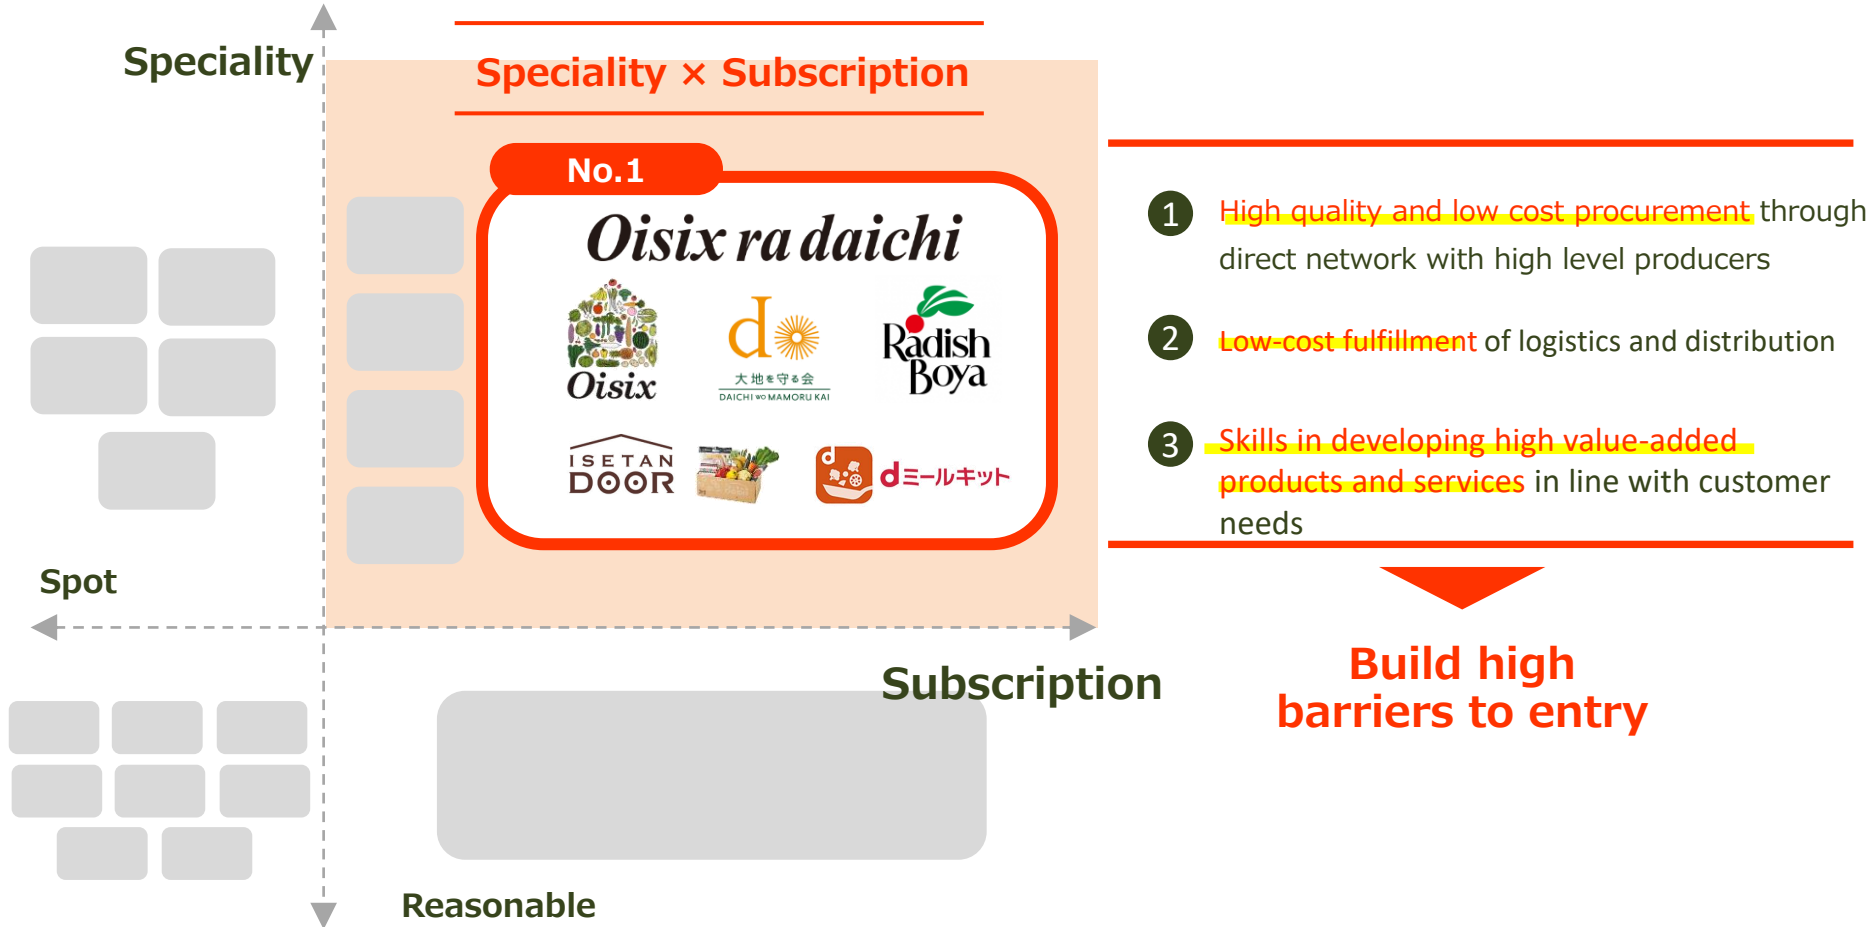 Speciality
Speciality × Subscription
No.1
Oisix ra daichi
Oisix
d
大地を守る会
DAICHI WO MAMORU KAI
Radish
Boya
ISETAN
DOOR
d
dミールキット
Spot
Subscription
Reasonable
1 High quality and low cost procurement through
direct network with high level producers
2 Low-cost fulfillment of logistics and distribution
3 Skills in developing high value-added
products and services in line with customer
needs
Build high
barriers to entry